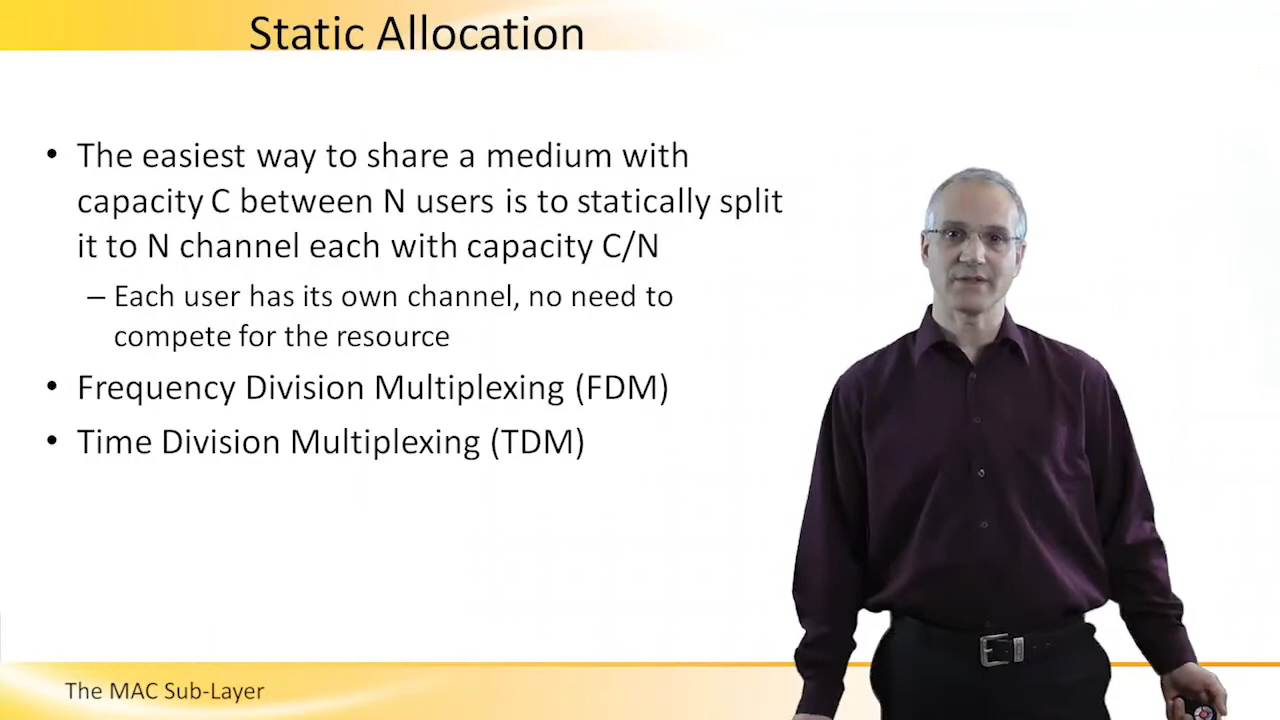 Static Allocation
• The easiest way to share a medium with
capacity C between N users is to statically split
it to N channel each with capacity C/N
– Each user has its own channel, no need to
compete for the resource
• Frequency Division Multiplexing (FDM)
• Time Division Multiplexing (TDM)
The MAC Sub-Layer